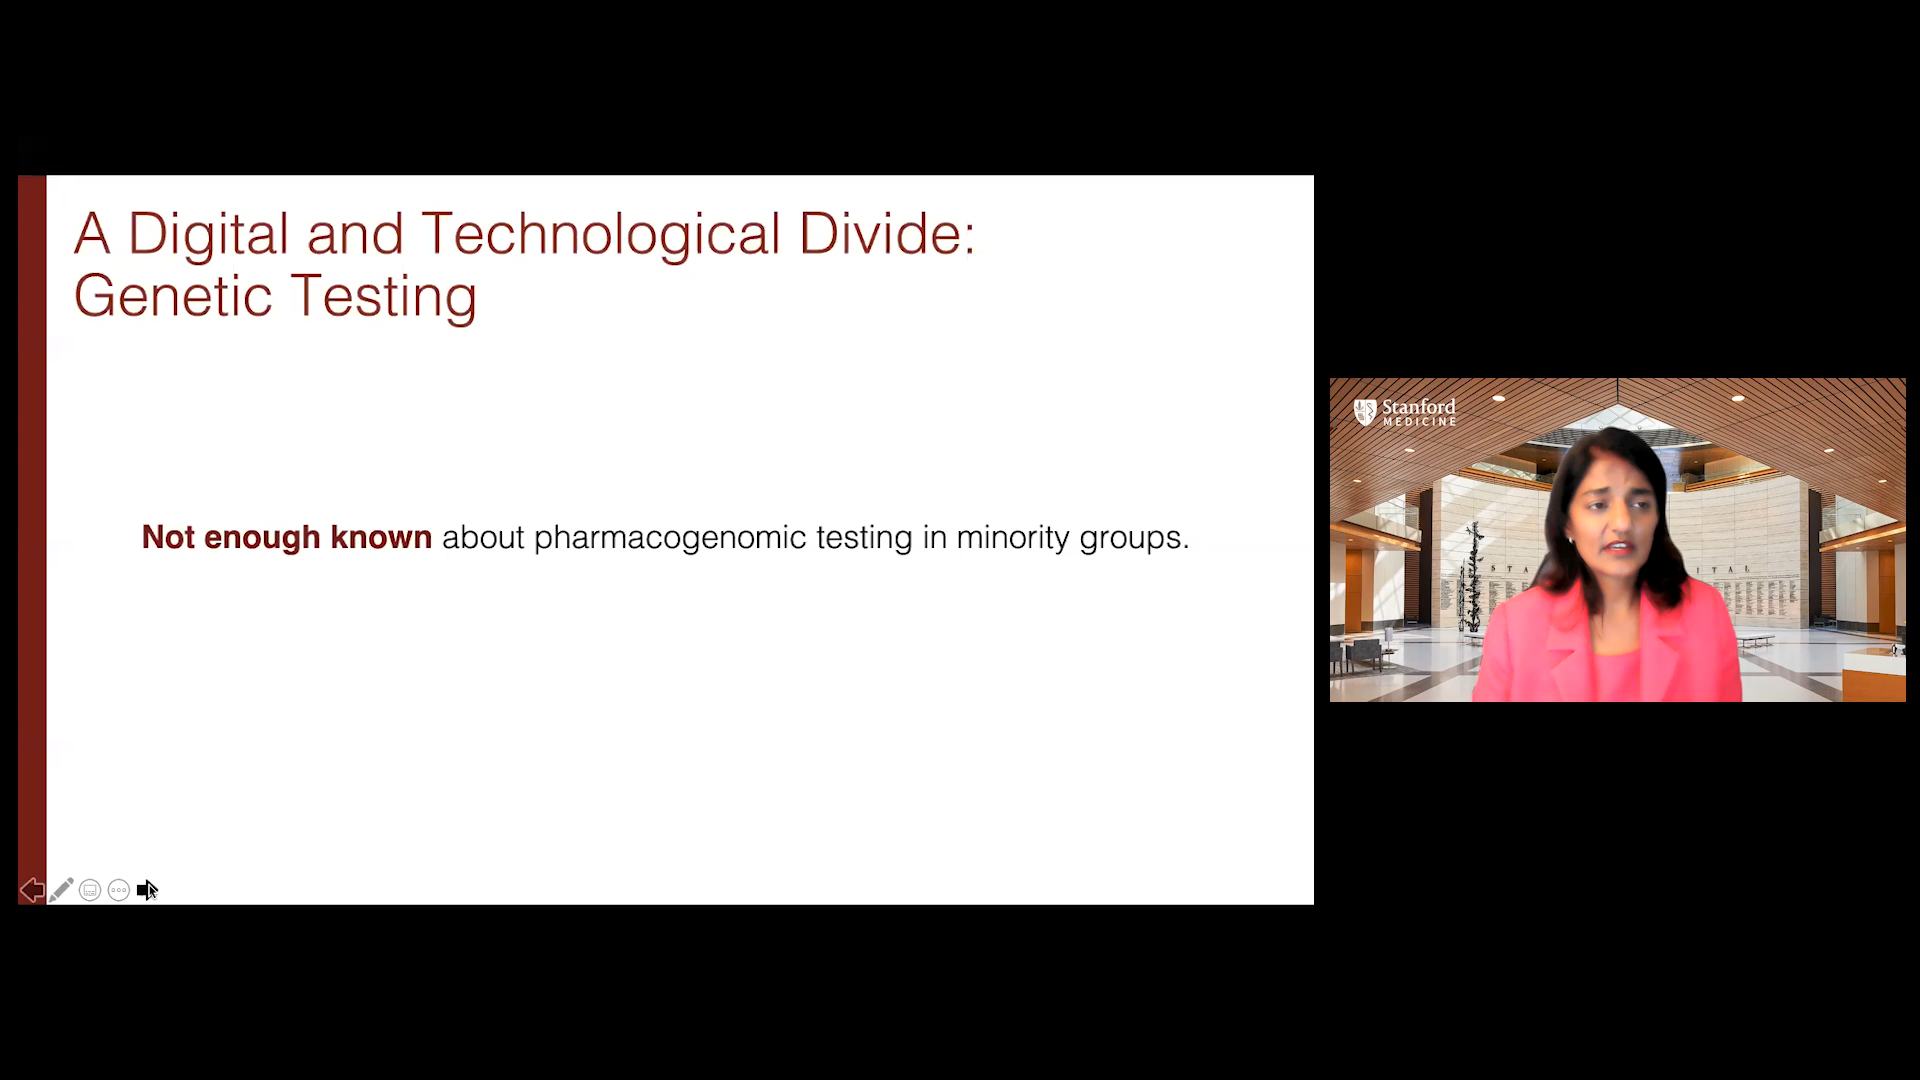 A Digital and Technological Divide:
Genetic Testing
Not enough known about pharmacogenomic testing in minority groups.
Stanford
MEDICINE